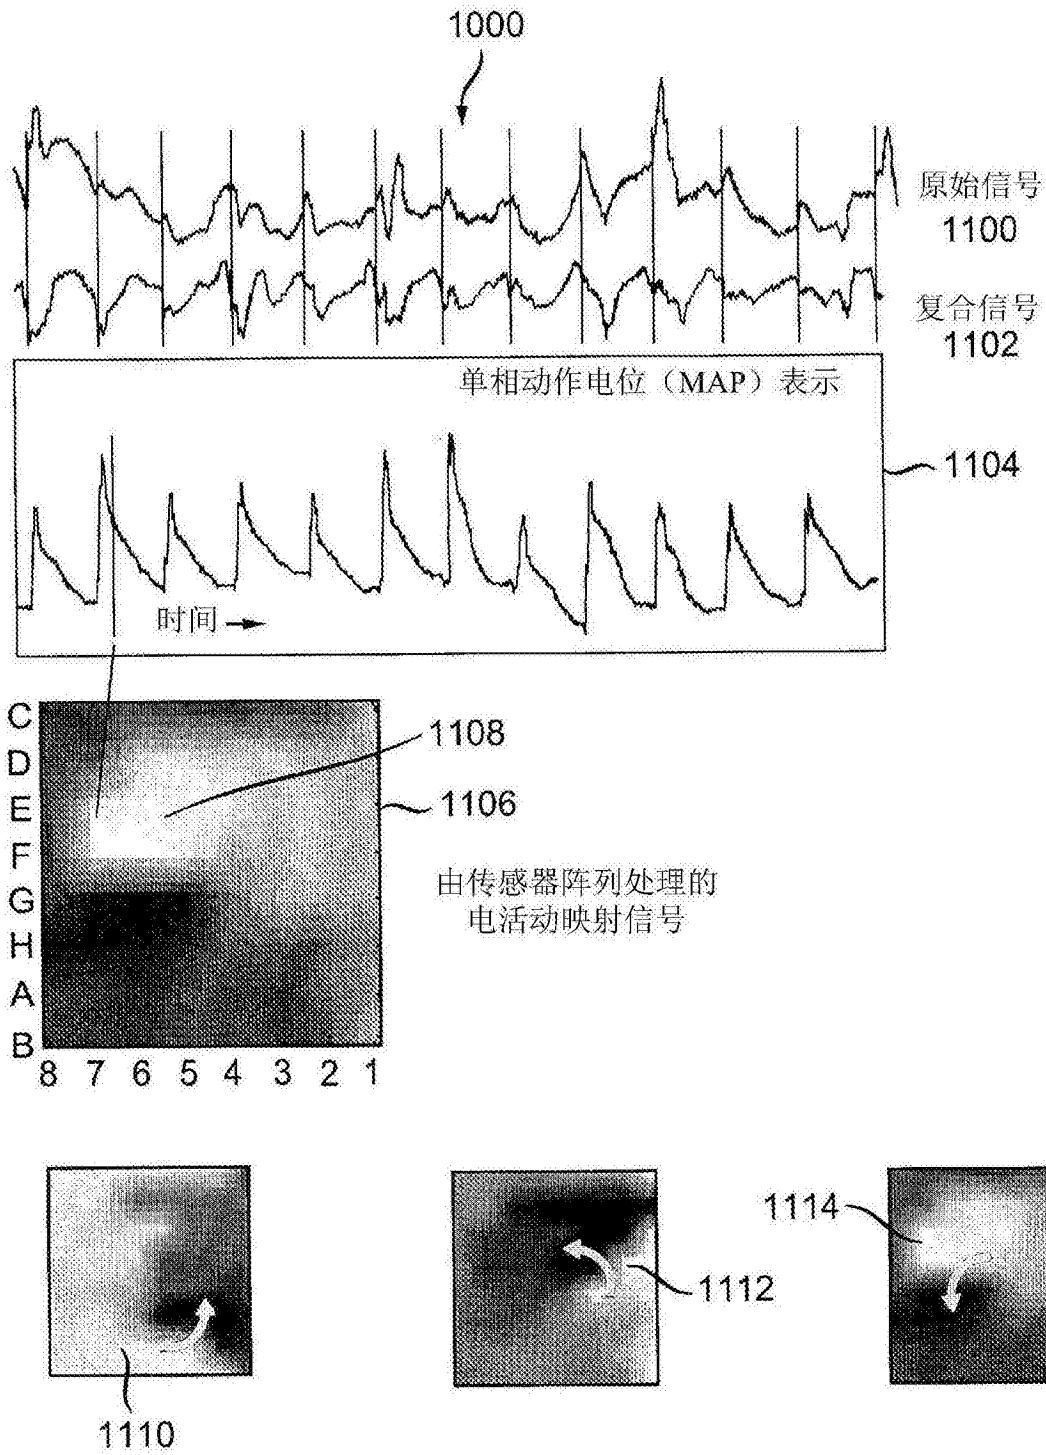 1000
原始信号
1100
复合信号
1102
单相动作电位（MAP）表示
1104
时间
C
D
E
F
G
H
A
B
1108
1106
由传感器阵列处理的
电活动映射信号
8 7 6 5 4 3 2 1
1114
1112
1110